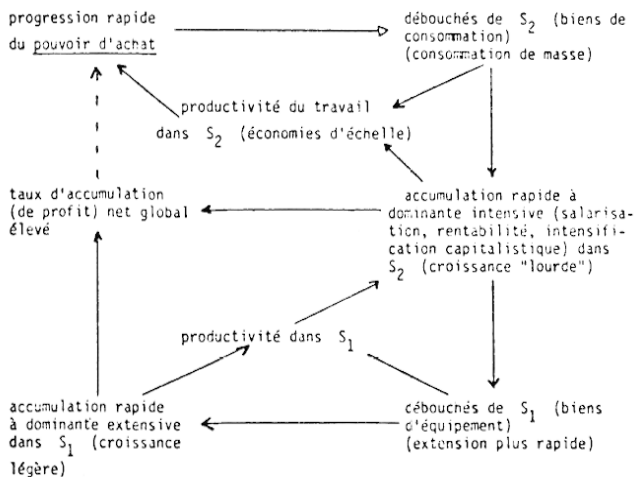 progression rapide
du pouvoir d'achat
débouchés de S2 (biens de
consommation)
(consommation de masse)
productivité du travail
dans S2 (économies d'échelle)
taux d'accumulation
(de profit) net global
élevé
accumulation rapide à
dominante intensive (salarisa-
tion, rentabilité, intensifi-
cation capitalistique) dans
S2 (croissance "lourde")
productivité dans S1
accumulation rapide
à dominante extensive
dans S1 (croissance
légère)
cébouchés de S1 (biens
d'équipement)
(extension plus rapide)